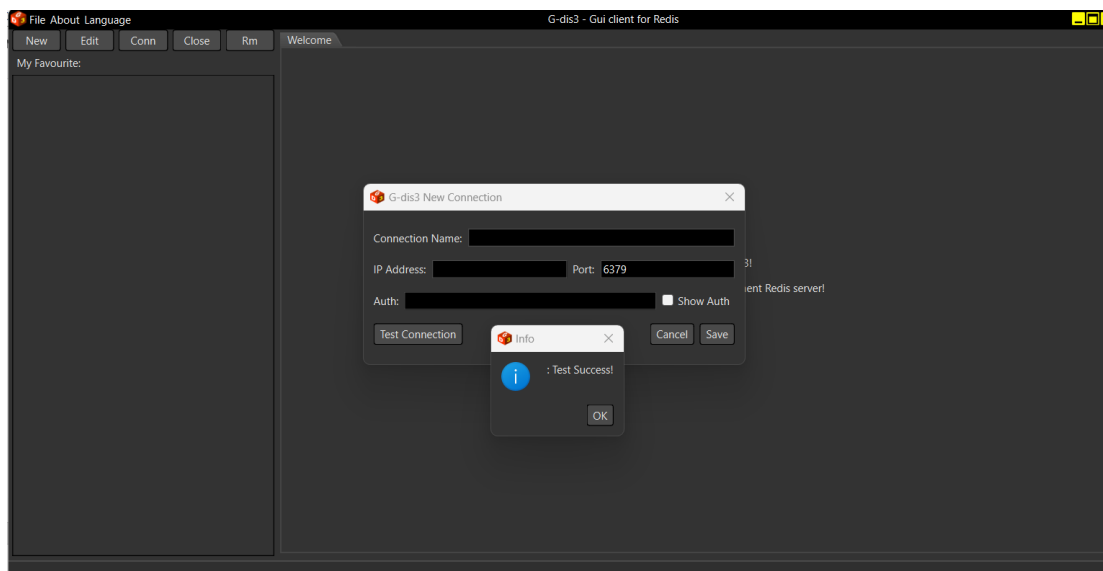 File About Language
G-dis3 - Gui client for Redis
New Edit Conn Close Rm
Welcome
My Favourite:
G-dis3 New Connection
Connection Name:
IP Address:
Port: 6379
3!
ent Redis server!
Auth:
Show Auth
Test Connection
Cancel Save
Info
: Test Success!
OK